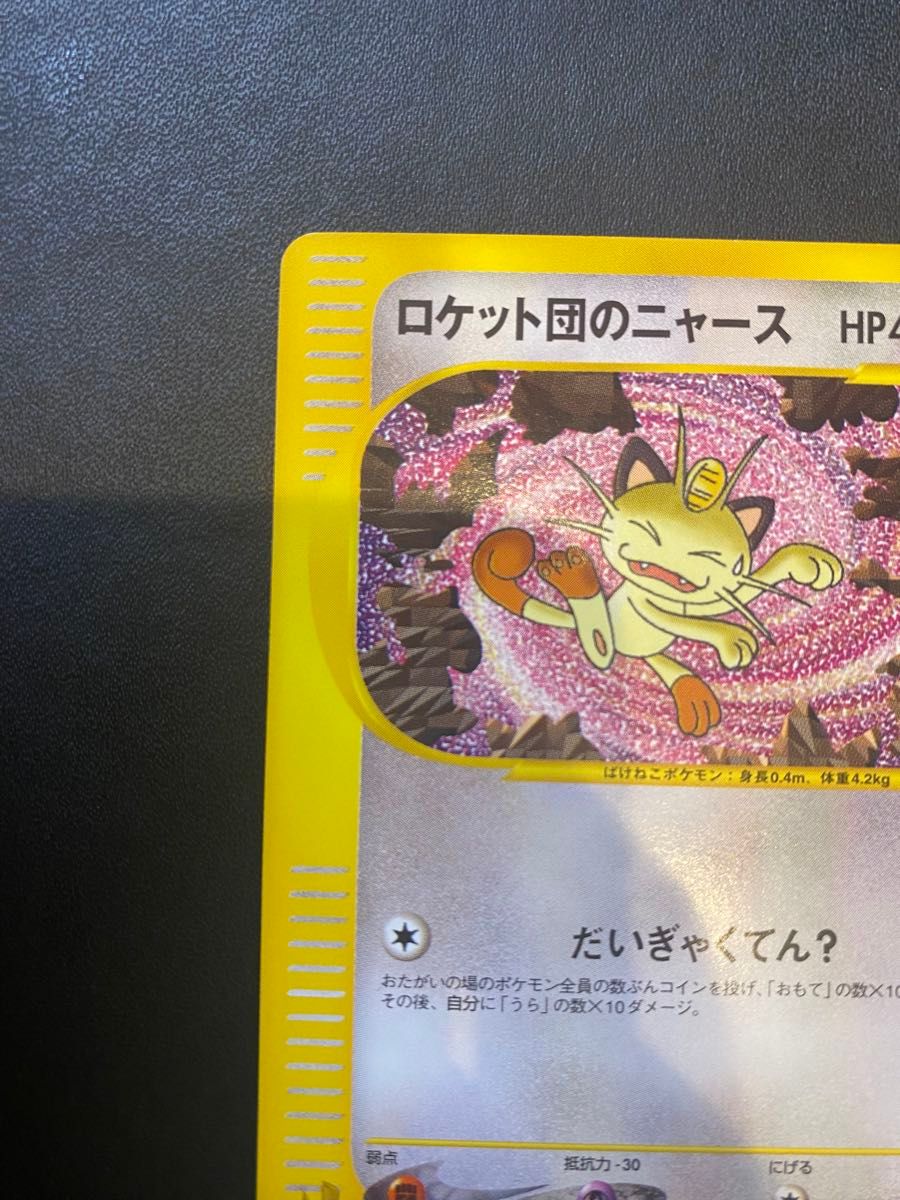 ロケット団のニャース HP4
ばけねこポケモン：身長0.4m、体重4.2kg
だいぎゃくてん？
おたがいの場のポケモン全員の数ぶんコインを投げ、「おもて」の数×10
その後、自分に「うら」の数×10ダメージ。
弱点 抵抗力-30 にげる